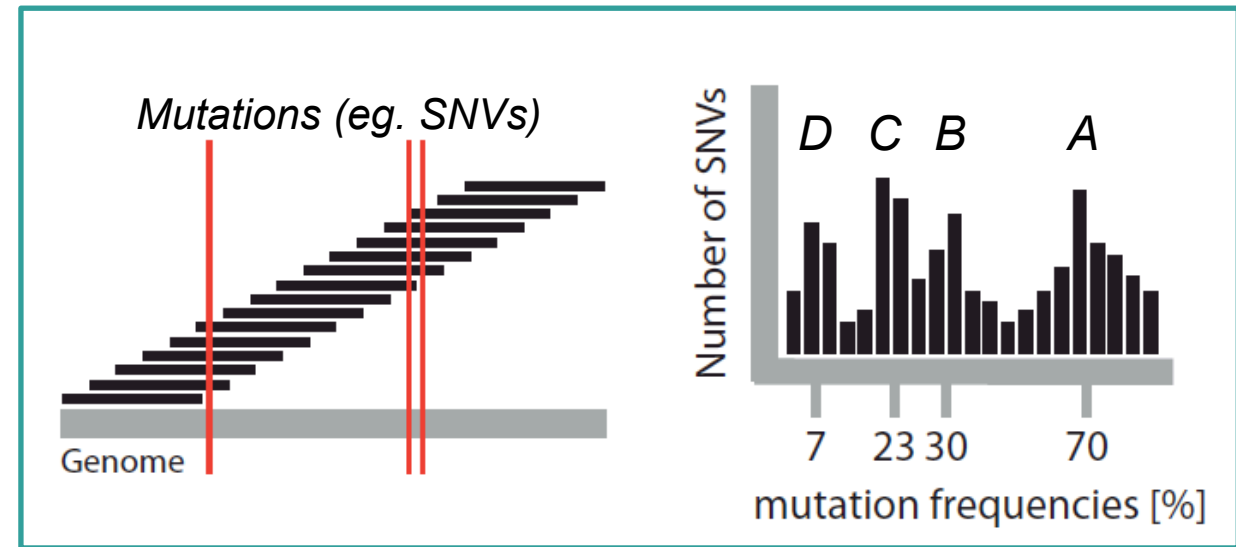 Mutations (eg. SNVs)
Genome
Number of SNVs
D C B A
7 23 30 70
mutation frequencies [%]